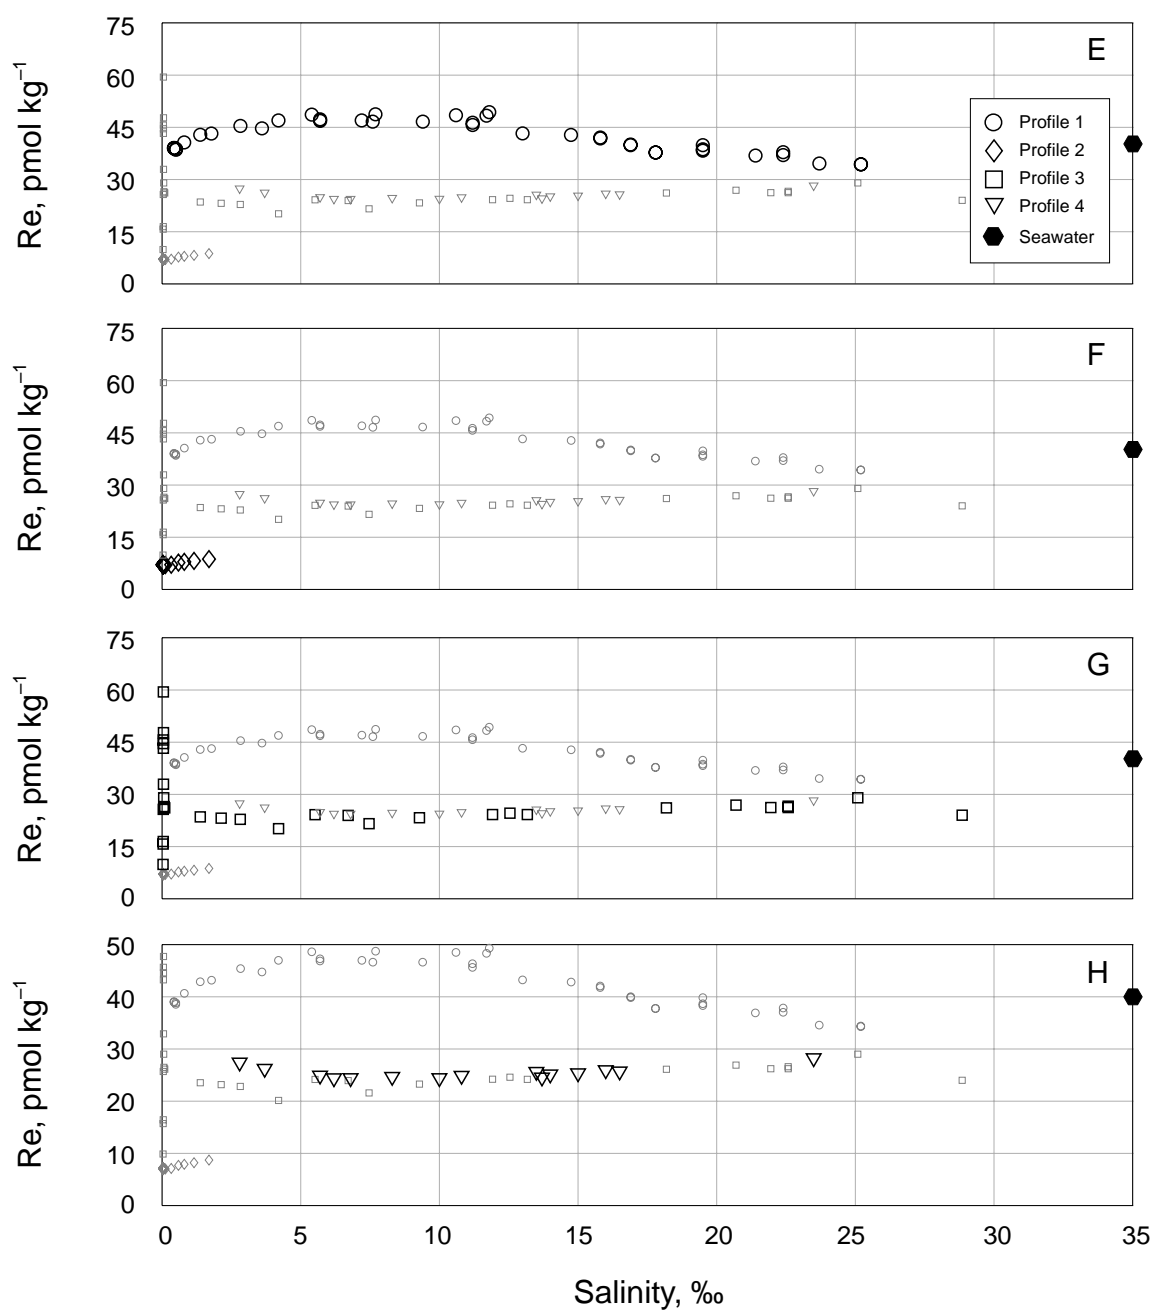 75
60
45
30
15
0
Re, pmol kg⁻¹
E
Profile 1
Profile 2
Profile 3
Profile 4
Seawater
75
60
45
30
15
0
Re, pmol kg⁻¹
F
75
60
45
30
15
0
Re, pmol kg⁻¹
G
50
40
30
20
10
0
Re, pmol kg⁻¹
H
0 5 10 15 20 25 30 35
Salinity, ‰